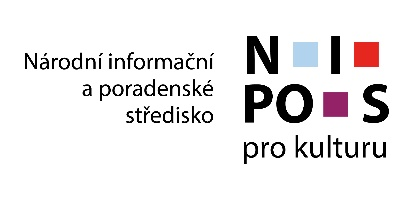 Národní informační
a poradenské
středisko
N I
PO S
pro kulturu